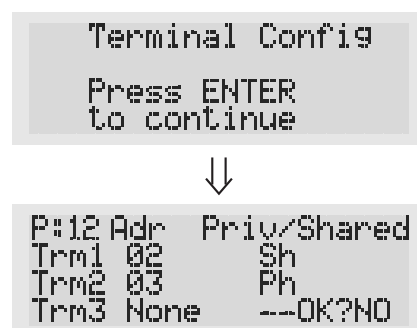 Terminal Config
Press ENTER
to continue
⇓
P:12 Adr Priv/Shared
Trm1 02 Sh
Trm2 03 Ph
Trm3 None --OK?NO